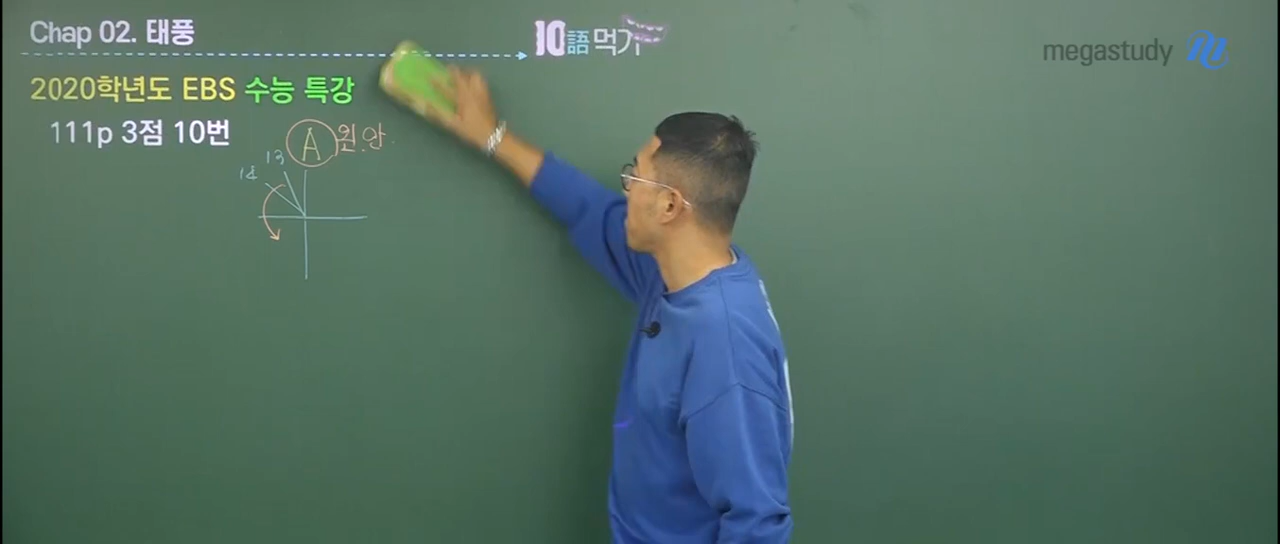 Chap 02. 태풍
10語먹기
megastudy
2020학년도 EBS 수능 특강
111p 3점 10번
A 원안
13
12